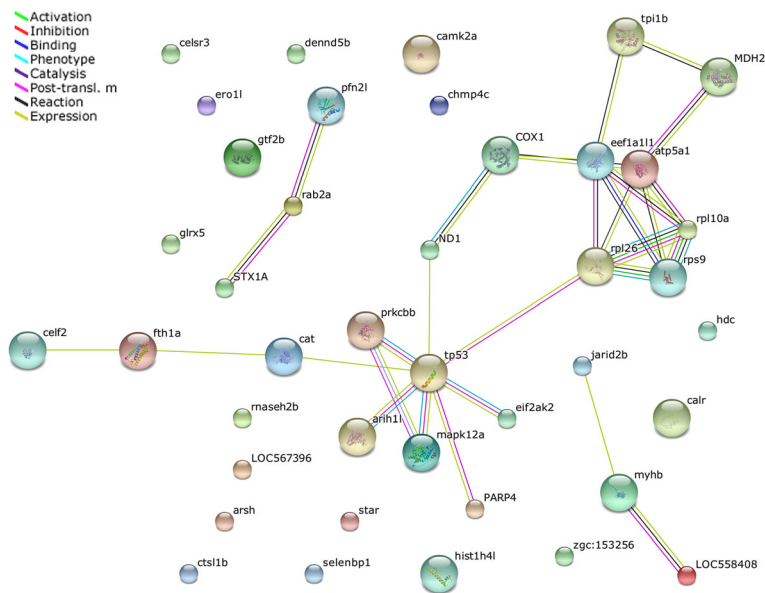 Activation
Inhibition
Binding
Phenotype
Catalysis
Post-transl. m
Reaction
Expression
celsr3
dennd5b
camk2a
tpi1b
MDH2
ero1l
pfn2l
chmp4c
gtf2b
COX1
eef1a1l1
atp5a1
rab2a
glrx5
STX1A
ND1
rpl10a
rpl26
rps9
hdc
celf2
fth1a
cat
prkcbb
tp53
jarid2b
eif2ak2
calr
rnaseh2b
arih1l
mapk12a
LOC567396
myhb
arsh
star
PARP4
ctsl1b
selenbp1
hist1h4l
zgc:153256
LOC558408